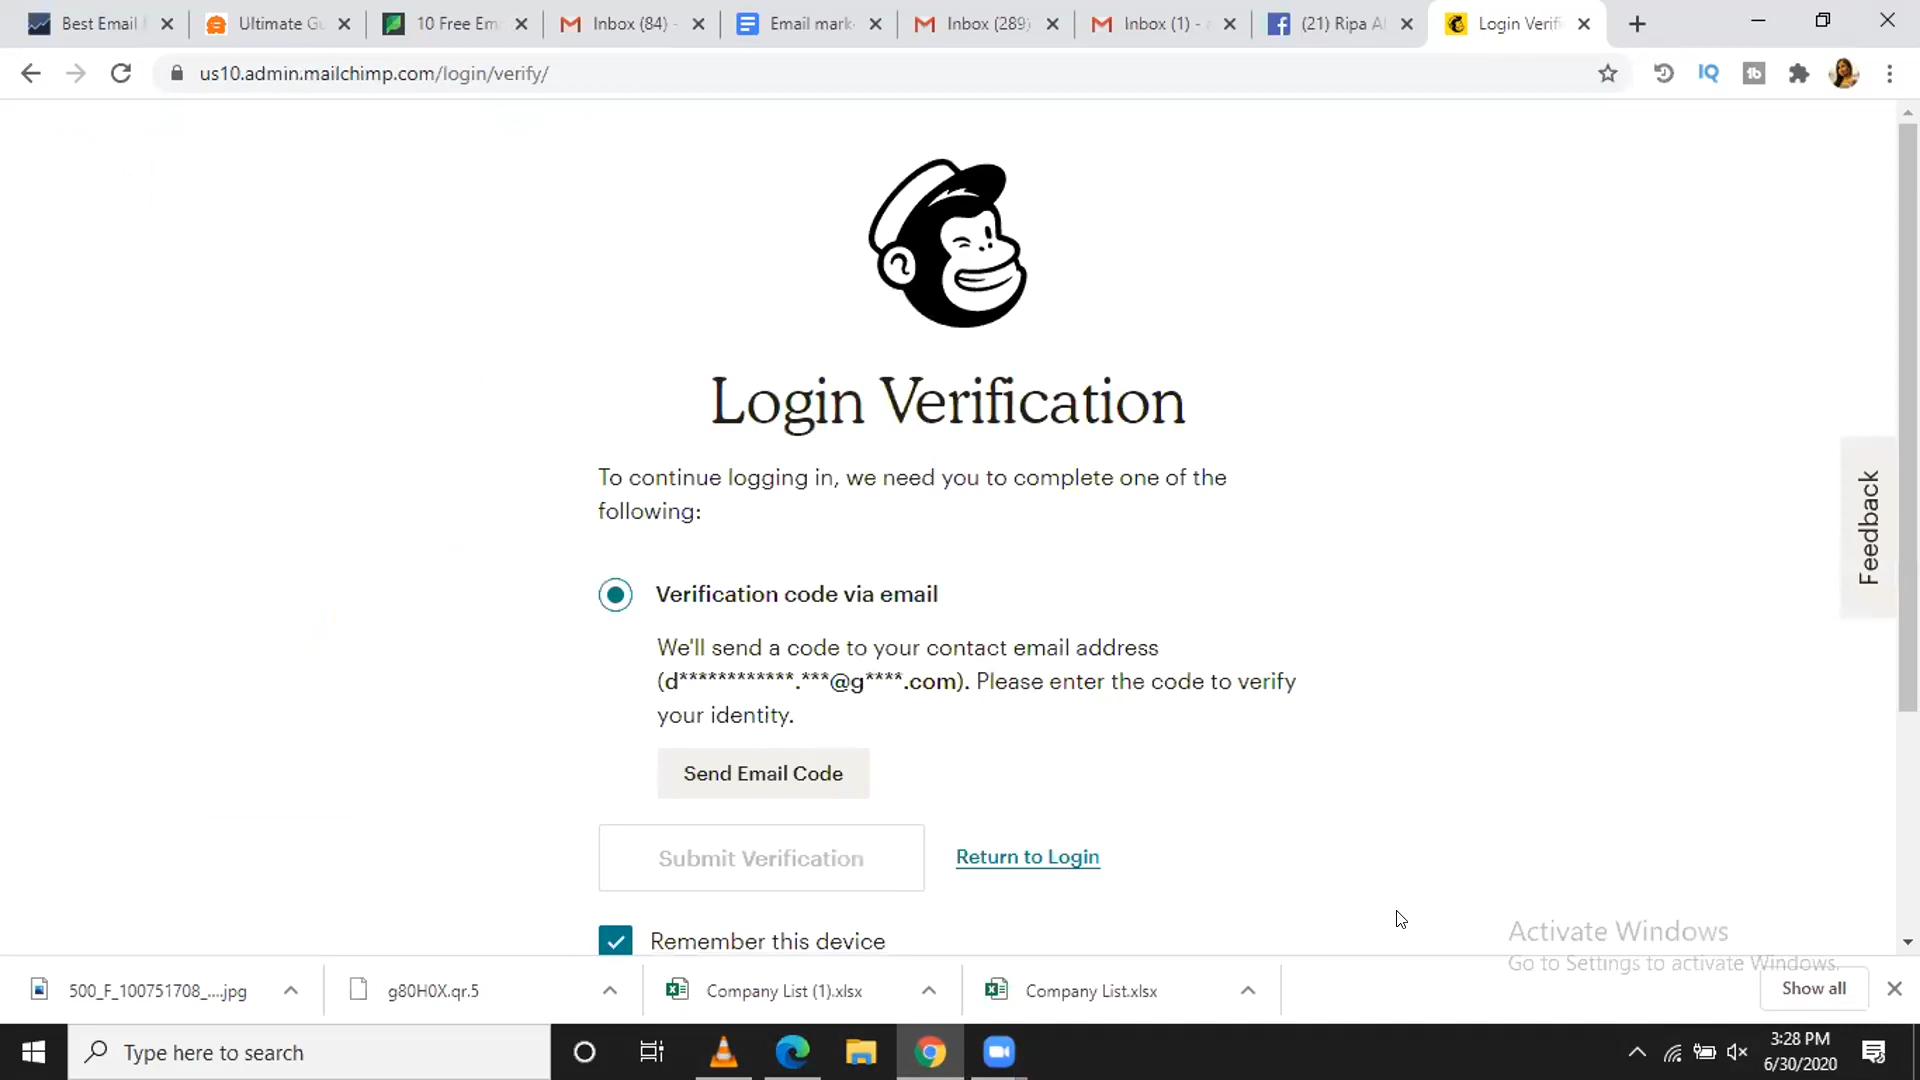 Best Email
Ultimate Gu
10 Free Em
Inbox (84) -
Email mark
Inbox (289)
Inbox (1) -
(21) Ripa A
Login Verifi
us10.admin.mailchimp.com/login/verify/
Login Verification
To continue logging in, we need you to complete one of the
following:
Verification code via email
We'll send a code to your contact email address
(d************.***@g****.com). Please enter the code to verify
your identity.
Send Email Code
Submit Verification
Return to Login
Remember this device
Feedback
Activate Windows
Go to Settings to activate Windows.
500_F_100751708_....jpg
g80H0X.qr.5
Company List (1).xlsx
Company List.xlsx
Show all
Type here to search
3:28 PM
6/30/2020